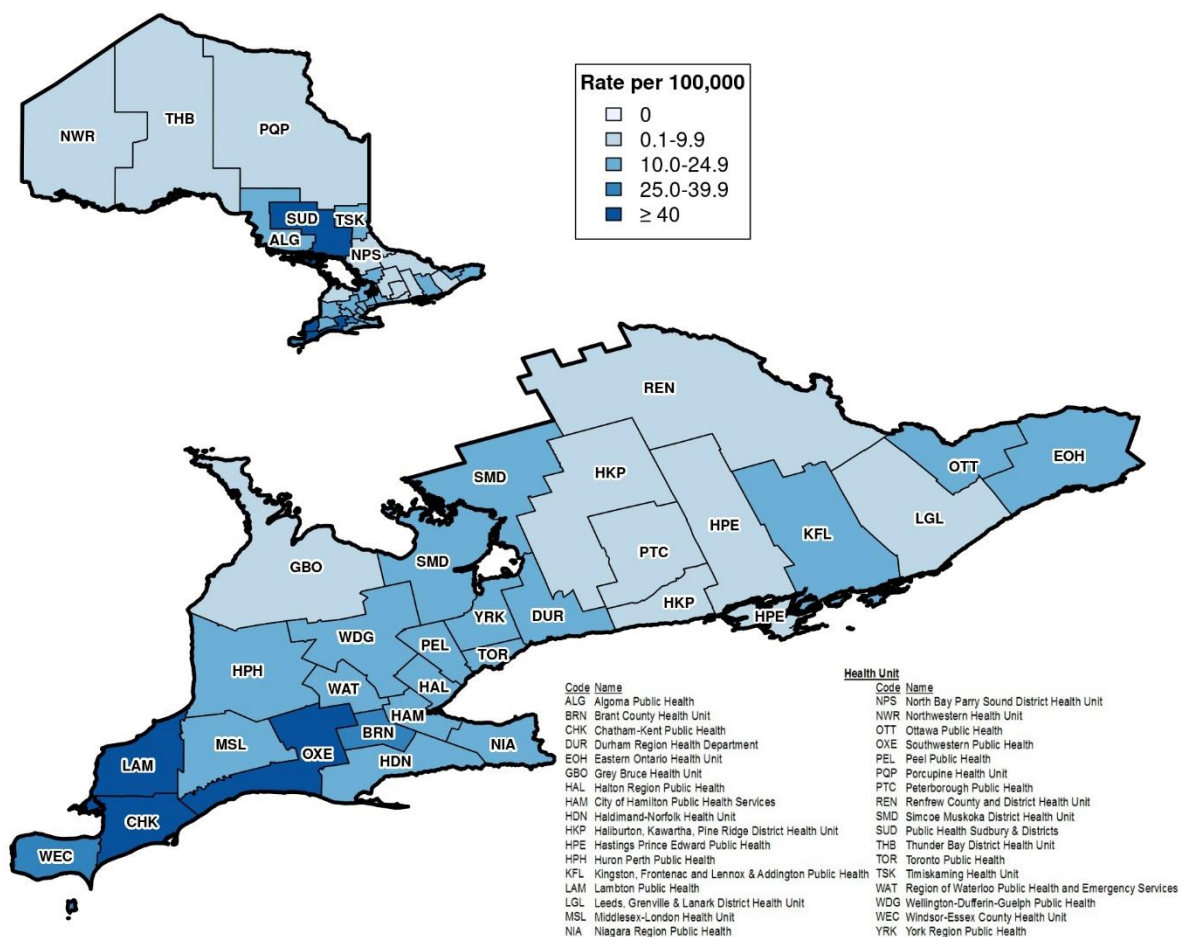 Rate per 100,000
0
0.1-9.9
10.0-24.9
25.0-39.9
≥ 40
THB
PQP
NWR
SUD
TSK
ALG
NPS
REN
SMD
HKP
OTT
EOH
HPE
LGL
KFL
PTC
SMD
GBO
HKP
YRK
DUR
HPE
WDG
PEL
TOR
HPH
WAT
HAL
HAM
BRN
MSL
OXE
NIA
HDN
LAM
CHK
WEC
Health Unit
Code Name
ALG Algoma Public Health
BRN Brant County Health Unit
CHK Chatham-Kent Public Health
DUR Durham Region Health Department
EOH Eastern Ontario Health Unit
GBO Grey Bruce Health Unit
HAL Halton Region Public Health
HAM City of Hamilton Public Health Services
HDN Haldimand-Norfolk Health Unit
HKP Haliburton, Kawartha, Pine Ridge District Health Unit
HPE Hastings Prince Edward Public Health
HPH Huron Perth Public Health
KFL Kingston, Frontenac and Lennox & Addington Public Health
LAM Lambton Public Health
LGL Leeds, Grenville & Lanark District Health Unit
MSL Middlesex-London Health Unit
NIA Niagara Region Public Health
Code Name
NPS North Bay Parry Sound District Health Unit
NWR Northwestern Health Unit
OTT Ottawa Public Health
OXE Southwestern Public Health
PEL Peel Public Health
PQP Porcupine Health Unit
PTC Peterborough Public Health
REN Renfrew County and District Health Unit
SMD Simcoe Muskoka District Health Unit
SUD Public Health Sudbury & Districts
THB Thunder Bay District Health Unit
TOR Toronto Public Health
TSK Timiskaming Health Unit
WAT Region of Waterloo Public Health and Emergency Services
WDG Wellington-Dufferin-Guelph Public Health
WEC Windsor-Essex County Health Unit
YRK York Region Public Health